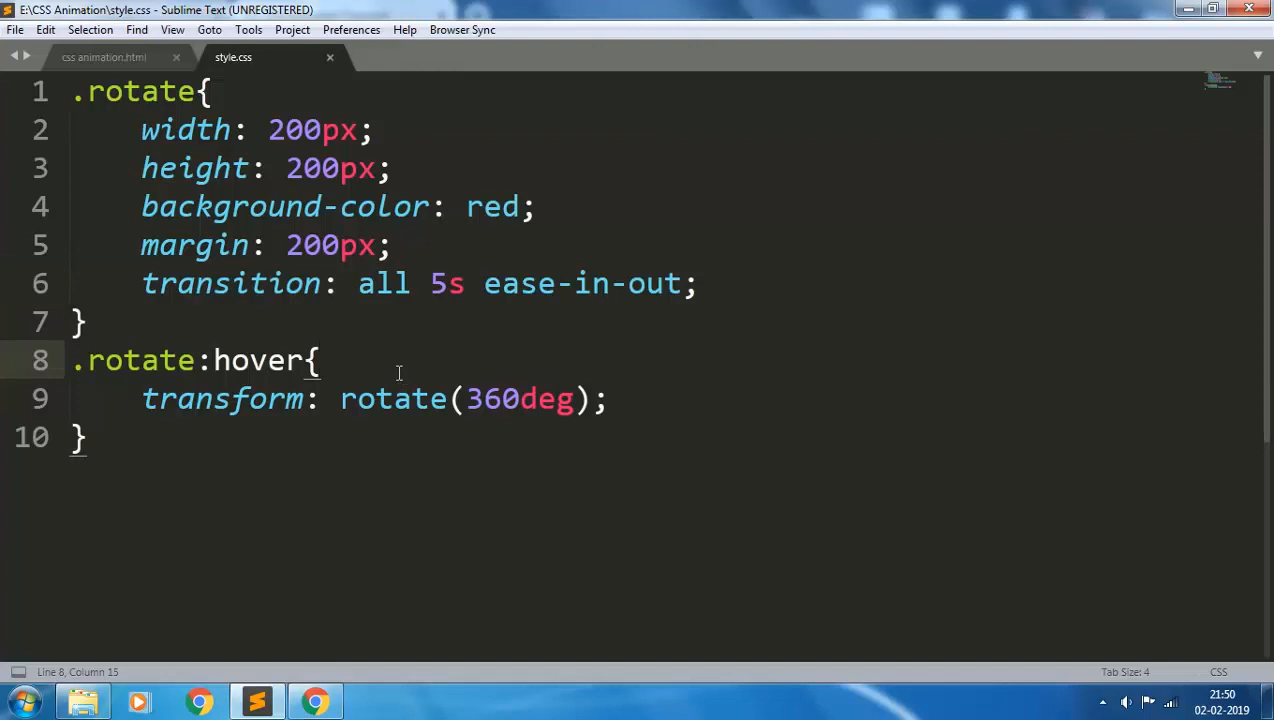 E:\CSS Animation\style.css - Sublime Text (UNREGISTERED)
File Edit Selection Find View Goto Tools Project Preferences Help Browser Sync
css animation.html × style.css ×
1 .rotate{
2 width: 200px;
3 height: 200px;
4 background-color: red;
5 margin: 200px;
6 transition: all 5s ease-in-out;
7 }
8 .rotate:hover{
9 transform: rotate(360deg);
10 }
Line 8, Column 15 Tab Size: 4 CSS
21:50
02-02-2019